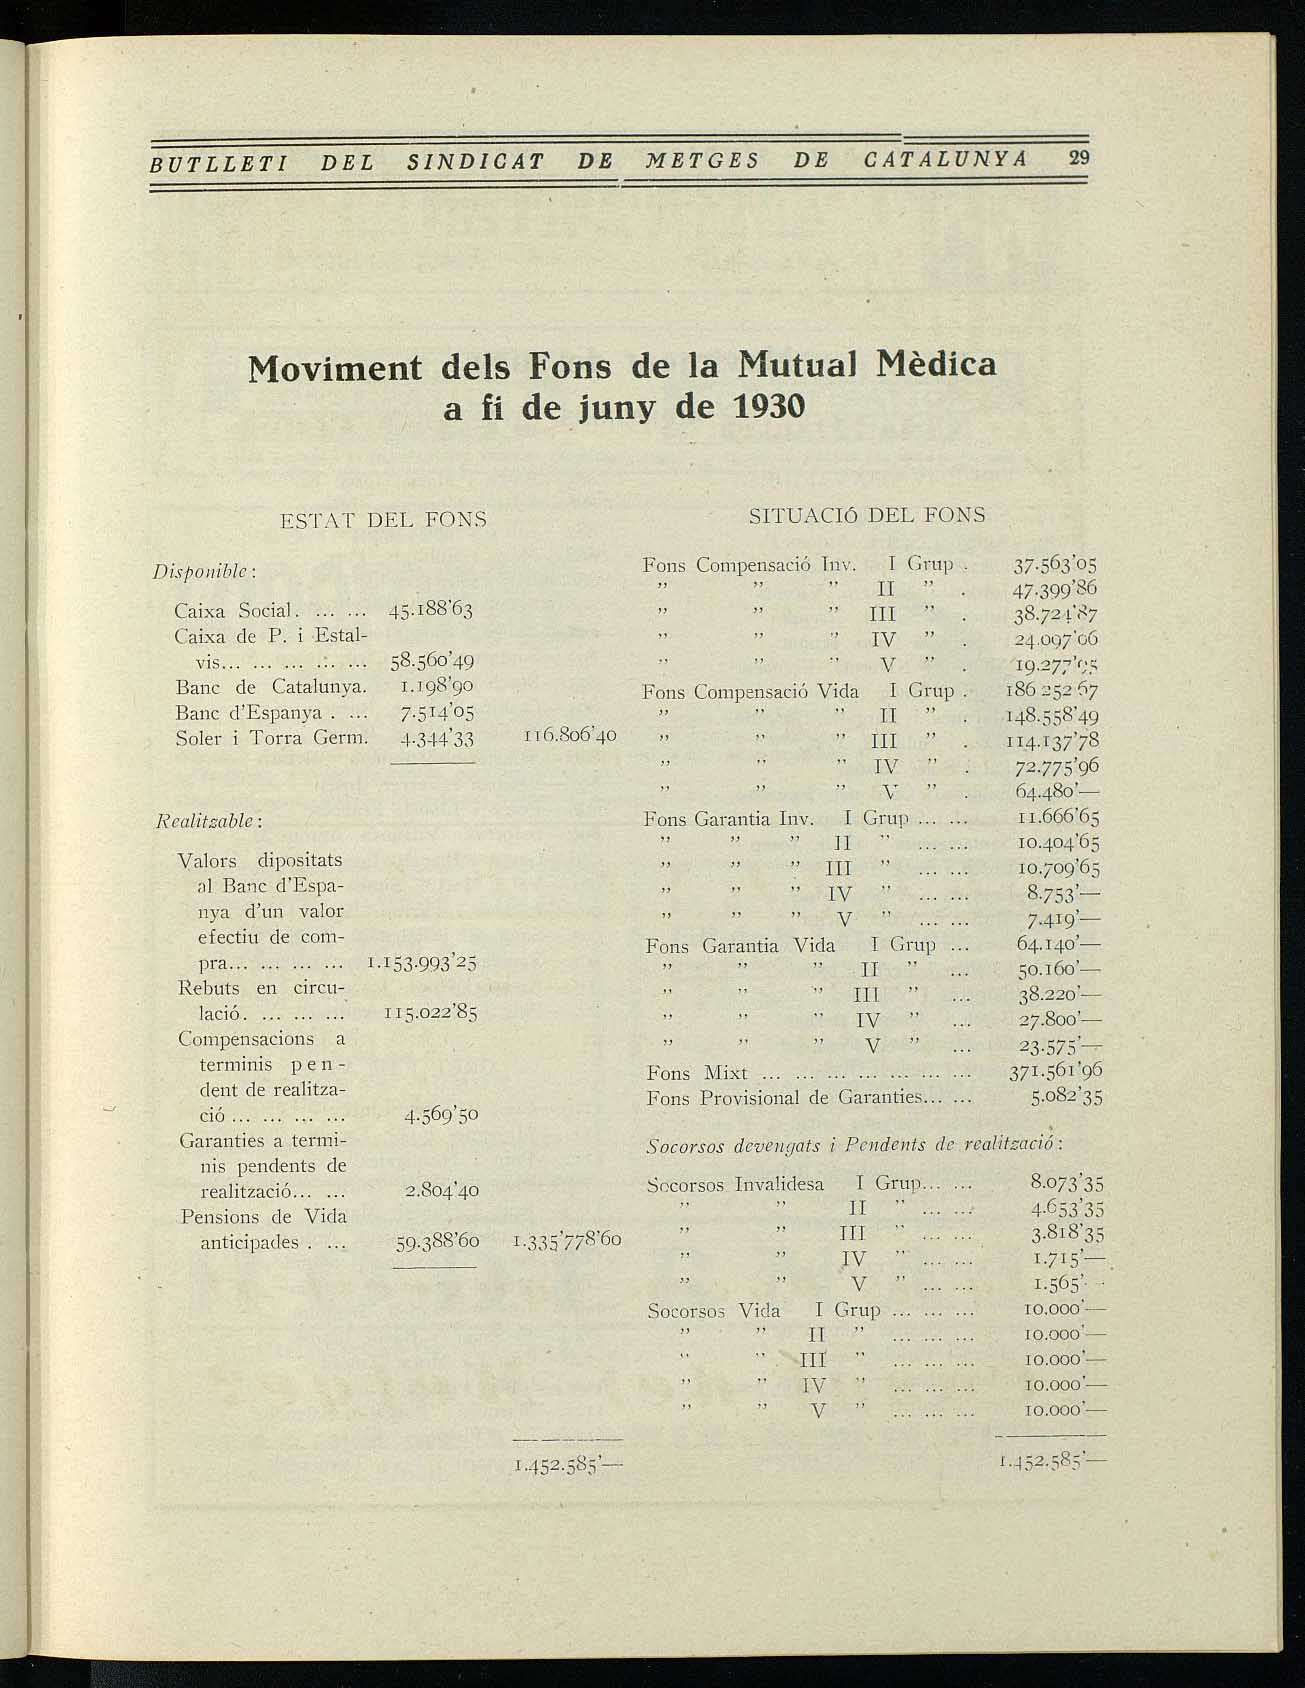 BUTLLETI DEL SINDICAT DE METGES DE CATALUNYA 29
Moviment dels Fons de la Mutual Mèdica
a fi de juny de 1930
ESTAT DEL FONS
Disponible:
Caixa Social. ... ... 45.188'63
Caixa de P. i Estal-
vis... ... ... ... ... 58.560'49
Banc de Catalunya. 1.198'90
Banc d'Espanya . ... 7.514'05
Soler i Torra Germ. 4.344'33 116.806'40
Realitzable:
Valors dipositats
al Banc d'Espa-
nya d'un valor
efectiu de com-
pra... ... ... ... 1.153.993'25
Rebuts en circu-
lació. ... ... ... 115.022'85
Compensacions a
terminis pen-
dent de realitza-
ció ... ... ... ... 4.569'50
Garanties a termi-
nis pendents de
realització... ... 2.804'40
Pensions de Vida
anticipades . ... 59.388'60 1.335'778'60
1.452.585'—
SITUACIÓ DEL FONS
Fons Compensació Inv. I Grup . 37.563'05
" " " II " . 47.399'86
" " " III " . 38.724'87
" " " IV " . 24.097'06
" " " V " . 19.277'95
Fons Compensació Vida I Grup . 186 252 67
" " " II " . 148.558'49
" " " III " . 114.137'78
" " " IV " . 72.775'96
" " " V " . 64.480'—
Fons Garantia Inv. I Grup ... ... 11.666'65
" " " II " ... ... 10.404'65
" " " III " ... ... 10.709'65
" " " IV " ... ... 8.753'—
" " " V " ... ... 7.419'—
Fons Garantia Vida I Grup ... 64.140'—
" " " II " ... 50.160'—
" " " III " ... 38.220'—
" " " IV " ... 27.800'—
" " " V " ... 23.575'—
Fons Mixt ... ... ... ... ... ... ... 371.561'96
Fons Provisional de Garanties... ... 5.082'35
Socorsos devengats i Pendents de realització:
Socorsos Invalidesa I Grup... ... 8.073'35
" " II " ... ... 4.653'35
" " III " ... ... 3.818'35
" " IV " ... ... 1.715'—
" " V " ... ... 1.565'—
Socorsos Vida I Grup ... ... ... 10.000'—
" " II " ... ... ... 10.000'—
" " III " ... ... ... 10.000'—
" " IV " ... ... ... 10.000'—
" " V " ... ... ... 10.000'—
1.452.585'—